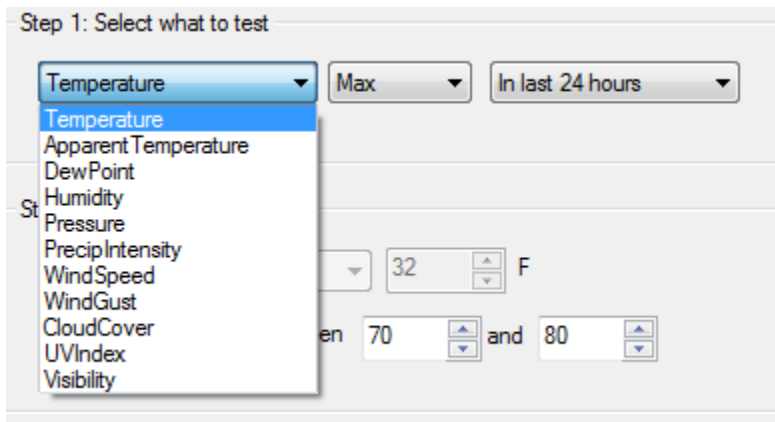 Step 1: Select what to test
Temperature Max In last 24 hours
Temperature
ApparentTemperature
DewPoint
Humidity
St
Pressure
PrecipIntensity
32 F
WindSpeed
WindGust
CloudCover
en 70 and 80
UVIndex
Visibility